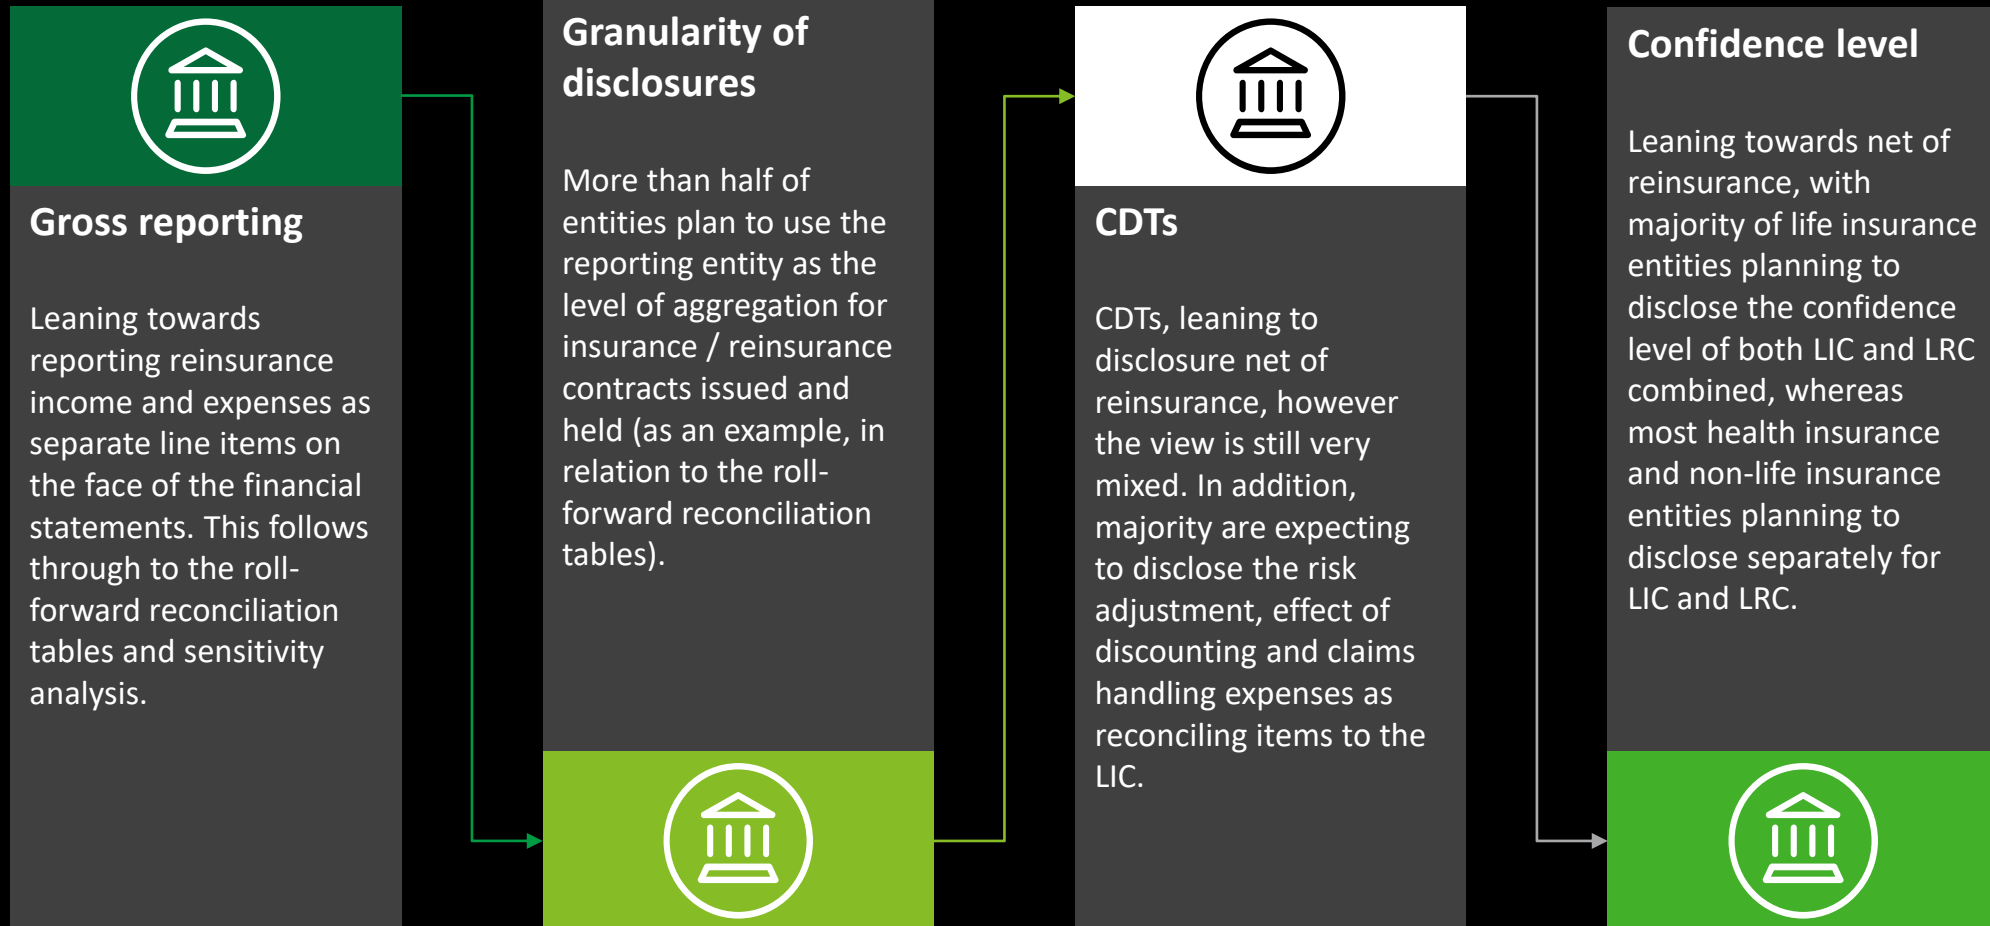 Gross reporting
Leaning towards
reporting reinsurance
income and expenses as
separate line items on
the face of the financial
statements. This follows
through to the roll-
forward reconciliation
tables and sensitivity
analysis.
Granularity of
disclosures
More than half of
entities plan to use the
reporting entity as the
level of aggregation for
insurance / reinsurance
contracts issued and
held (as an example, in
relation to the roll-
forward reconciliation
tables).
CDTs
CDTs, leaning to
disclosure net of
reinsurance, however
the view is still very
mixed. In addition,
majority are expecting
to disclose the risk
adjustment, effect of
discounting and claims
handling expenses as
reconciling items to the
LIC.
Confidence level
Leaning towards net of
reinsurance, with
majority of life insurance
entities planning to
disclose the confidence
level of both LIC and LRC
combined, whereas
most health insurance
and non-life insurance
entities planning to
disclose separately for
LIC and LRC.